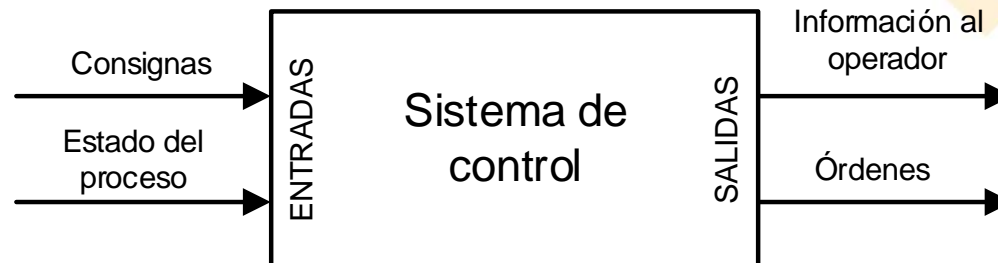 Consignas
Estado del
proceso
ENTRADAS
Sistema de
control
SALIDAS
Información al
operador
Órdenes